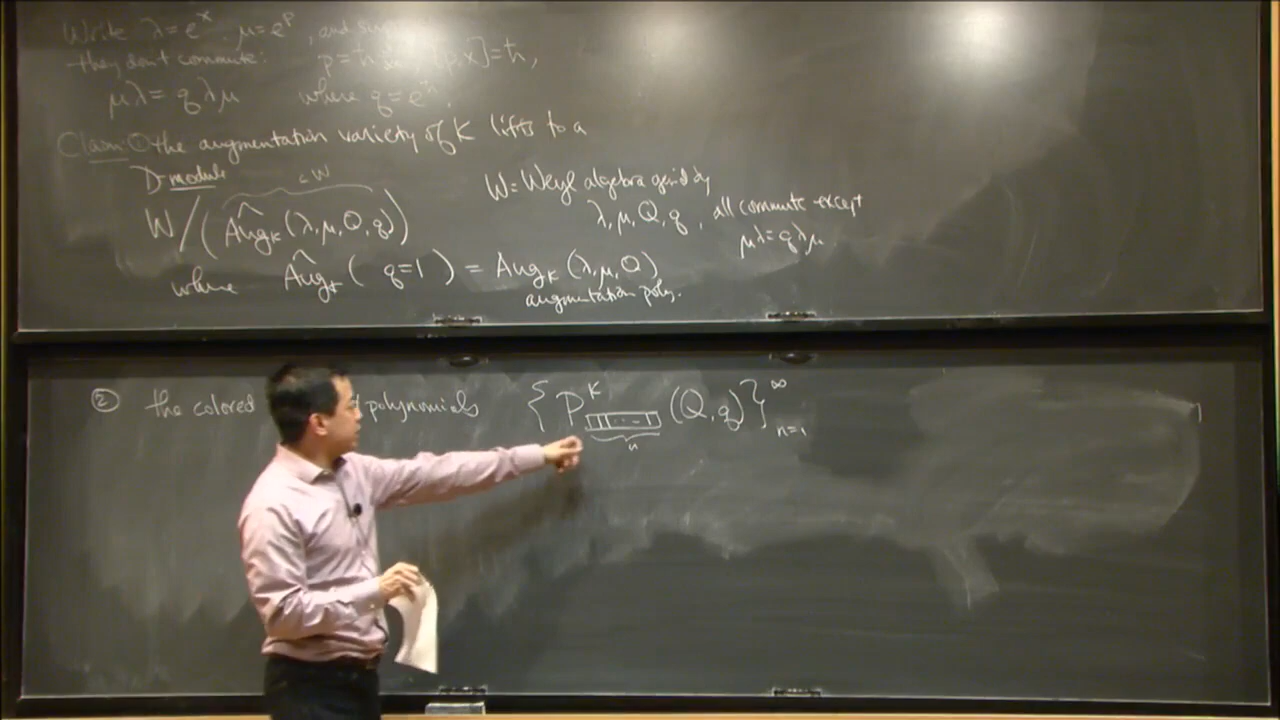 Write λ = e^x, μ = e^p, and
they don't commute: p = ħ [p,x] = ħ,
μλ = qλμ where q = e^ħ.
Claim: ① the augmentation variety of K lifts to a
D-module
⊂ W
W/(Âug_K(λ,μ,Q,q))
W = Weyl algebra gen'd by
λ, μ, Q, q, all commute except
μλ = qλμ
where Âug_K( q=1 ) = Aug_K(λ,μ,Q)
augmentation poly.
② the colored polynomials { P^K_{▭▭▭···▭} (Q,q) }_{n=1}^∞
n